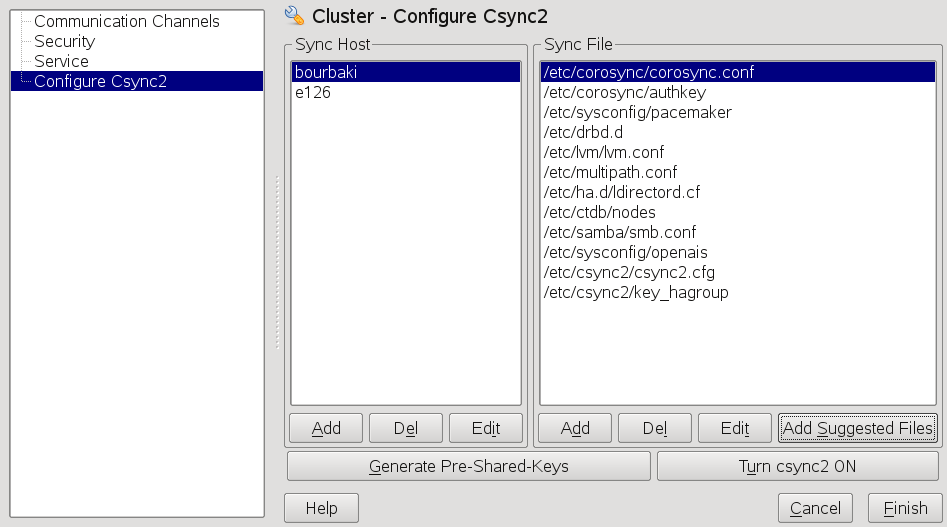 Communication Channels
Security
Service
Configure Csync2
Cluster - Configure Csync2
Sync Host
bourbaki
e126
Add Del Edit
Sync File
/etc/corosync/corosync.conf
/etc/corosync/authkey
/etc/sysconfig/pacemaker
/etc/drbd.d
/etc/lvm/lvm.conf
/etc/multipath.conf
/etc/ha.d/ldirectord.cf
/etc/ctdb/nodes
/etc/samba/smb.conf
/etc/sysconfig/openais
/etc/csync2/csync2.cfg
/etc/csync2/key_hagroup
Add Del Edit Add Suggested Files
Generate Pre-Shared-Keys Turn csync2 ON
Help Cancel Finish